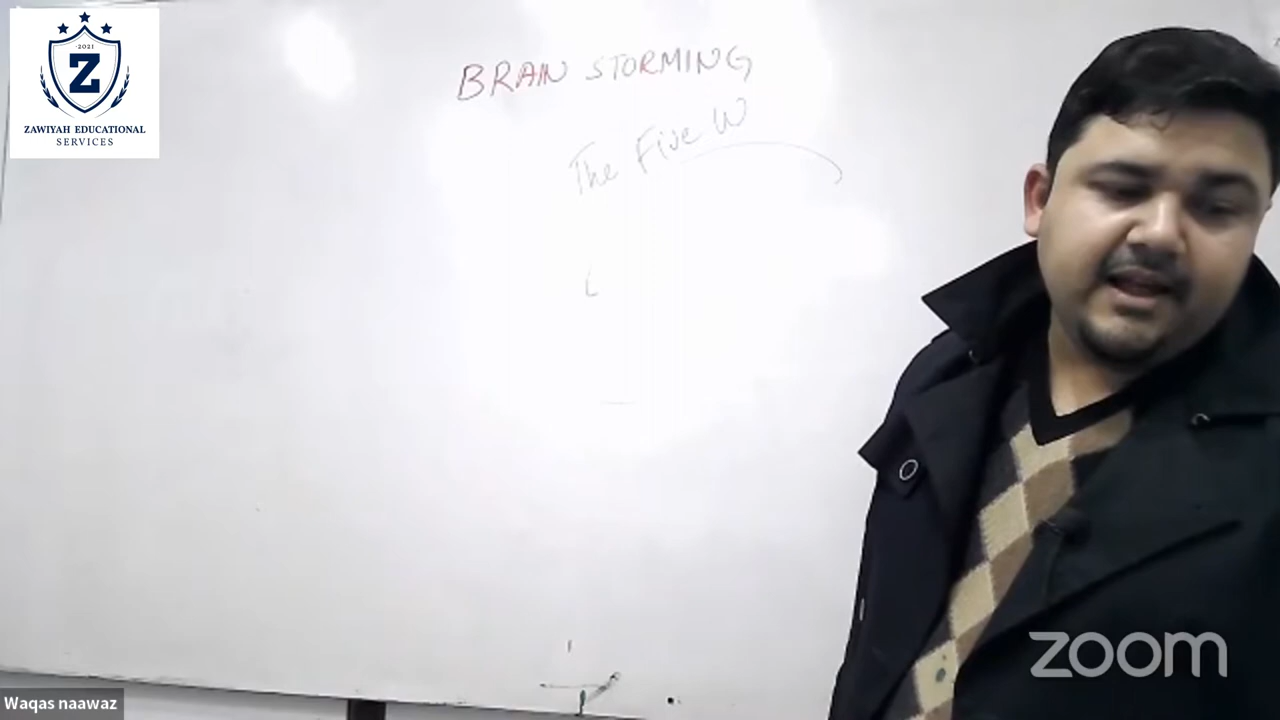 ·2021·
Z
ZAWIYAH EDUCATIONAL
SERVICES
BRAIN STORMING
The Five W
zoom
Waqas naawaz